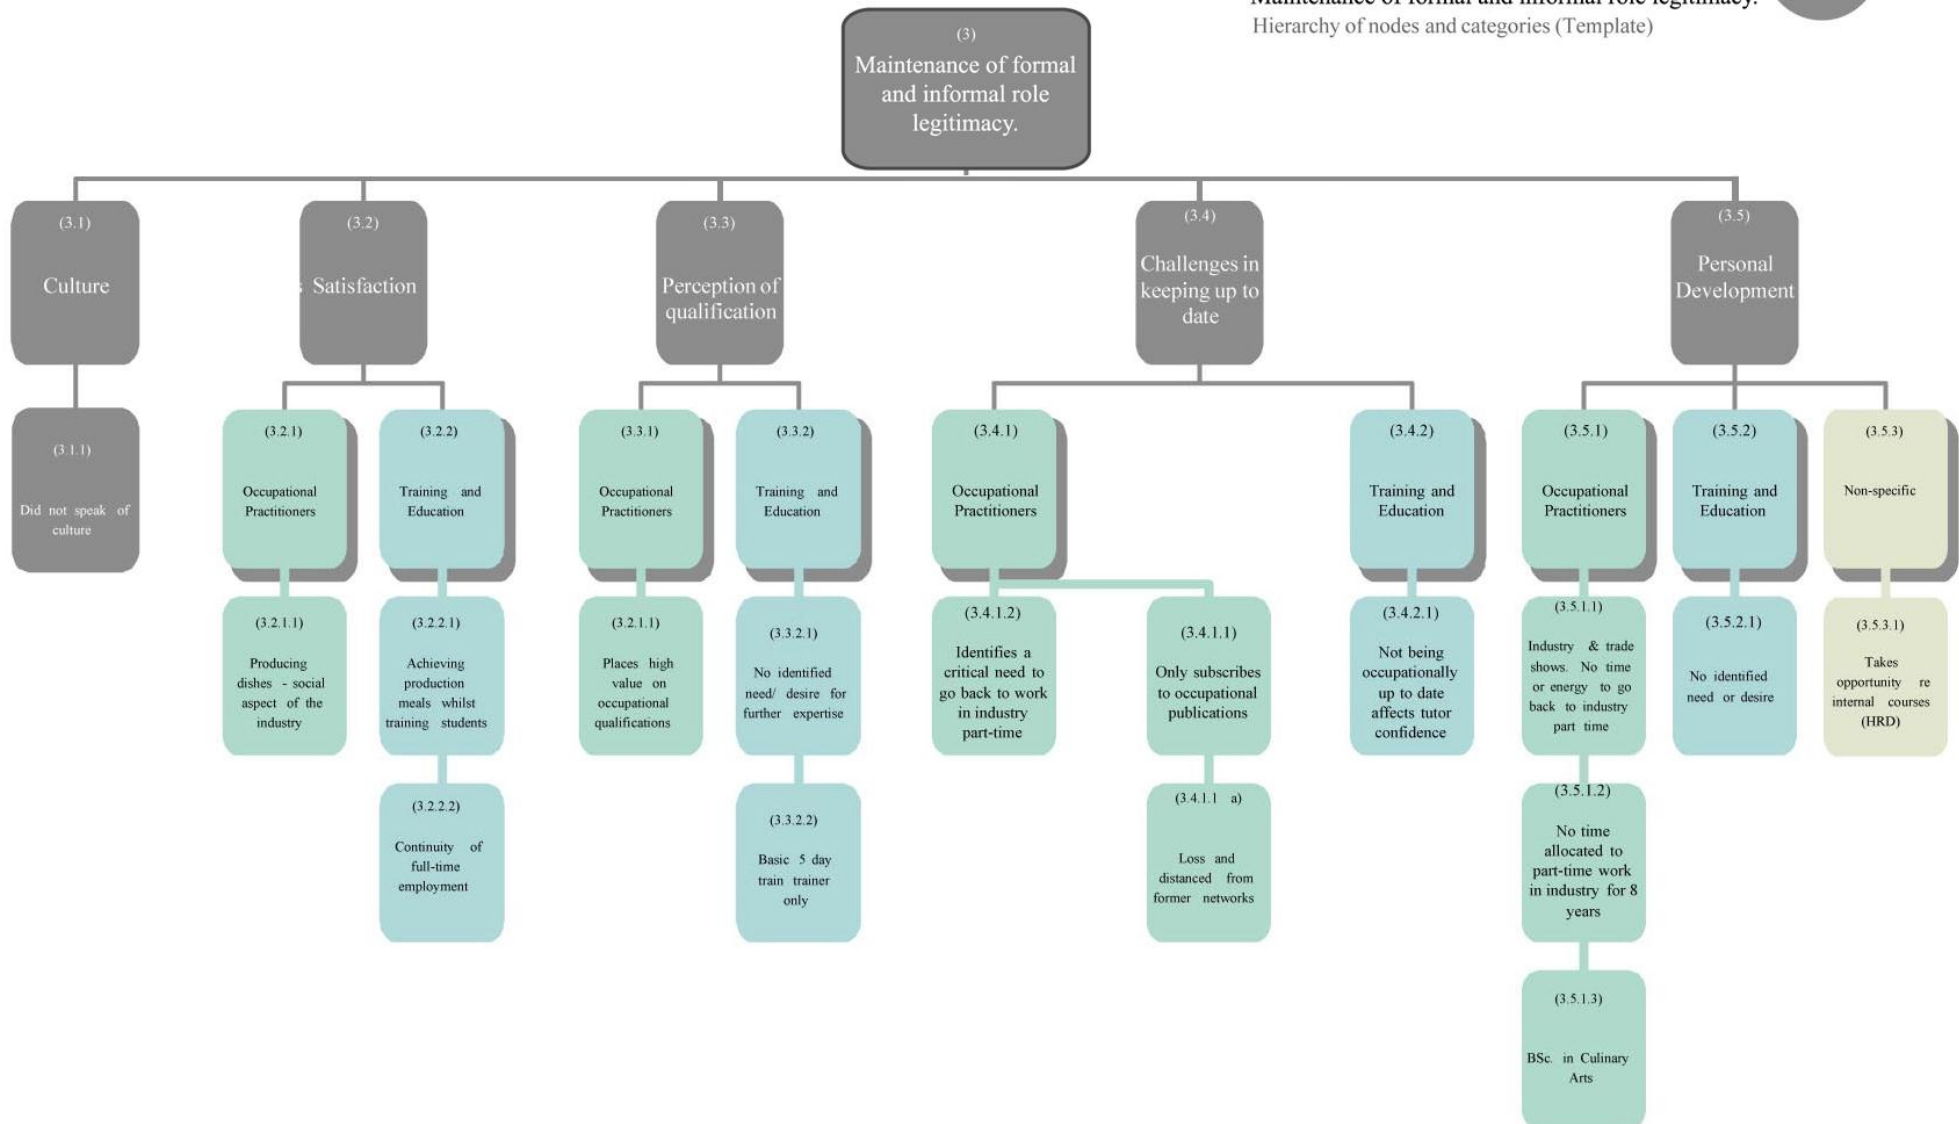 Maintenance of formal and informal role legitimacy.
Hierarchy of nodes and categories (Template)
(3)
Maintenance of formal
and informal role
legitimacy.
(3.1)
Culture
(3.2)
s Satisfaction
(3.3)
Perception of
qualification
(3.4)
Challenges in
keeping up to
date
(3.5)
Personal
Development
(3.1.1)
Did not speak of
culture
(3.2.1)
Occupational
Practitioners
(3.2.2)
Training and
Education
(3.3.1)
Occupational
Practitioners
(3.3.2)
Training and
Education
(3.4.1)
Occupational
Practitioners
(3.4.2)
Training and
Education
(3.5.1)
Occupational
Practitioners
(3.5.2)
Training and
Education
(3.5.3)
Non-specific
(3.2.1.1)
Producing
dishes - social
aspect of the
industry
(3.2.2.1)
Achieving
production
meals whilst
training students
(3.2.1.1)
Places high
value on
occupational
qualifications
(3.3.2.1)
No identified
need/ desire for
further expertise
(3.4.1.2)
Identifies a
critical need to
go back to work
in industry
part-time
(3.4.1.1)
Only subscribes
to occupational
publications
(3.4.2.1)
Not being
occupationally
up to date
affects tutor
confidence
(3.5.1.1)
Industry & trade
shows. No time
or energy to go
back to industry
part time
(3.5.2.1)
No identified
need or desire
(3.5.3.1)
Takes
opportunity re
internal courses
(HRD)
(3.2.2.2)
Continuity of
full-time
employment
(3.3.2.2)
Basic 5 day
train trainer
only
(3.4.1.1 a)
Loss and
distanced from
former networks
(3.5.1.2)
No time
allocated to
part-time work
in industry for 8
years
(3.5.1.3)
BSc. in Culinary
Arts